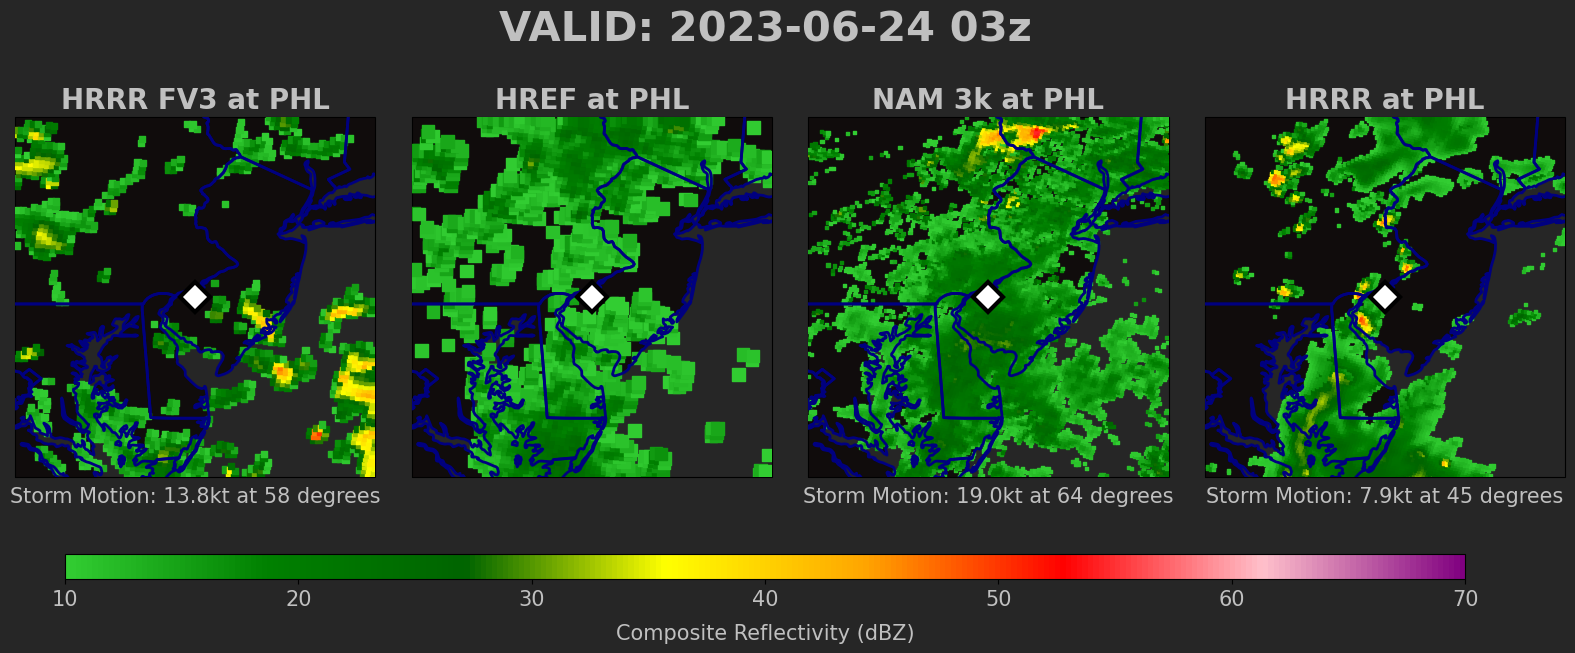 VALID: 2023-06-24 03z
HRRR FV3 at PHL
HREF at PHL
NAM 3k at PHL
HRRR at PHL
Storm Motion: 13.8kt at 58 degrees
Storm Motion: 19.0kt at 64 degrees
Storm Motion: 7.9kt at 45 degrees
10 20 30 40 50 60 70
Composite Reflectivity (dBZ)